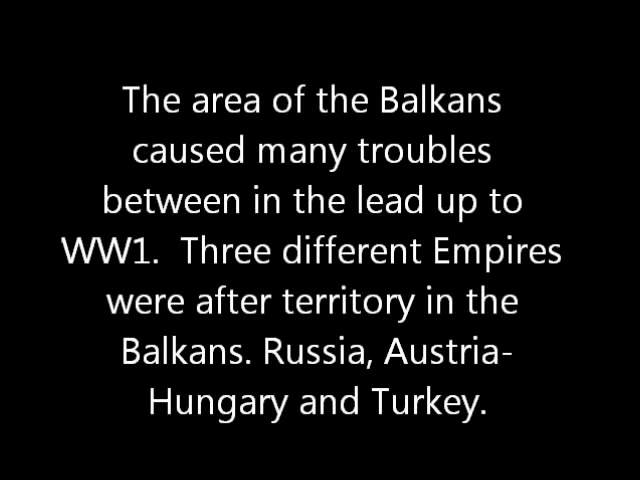 The area of the Balkans
caused many troubles
between in the lead up to
WW1.  Three different Empires
were after territory in the
Balkans. Russia, Austria-
Hungary and Turkey.